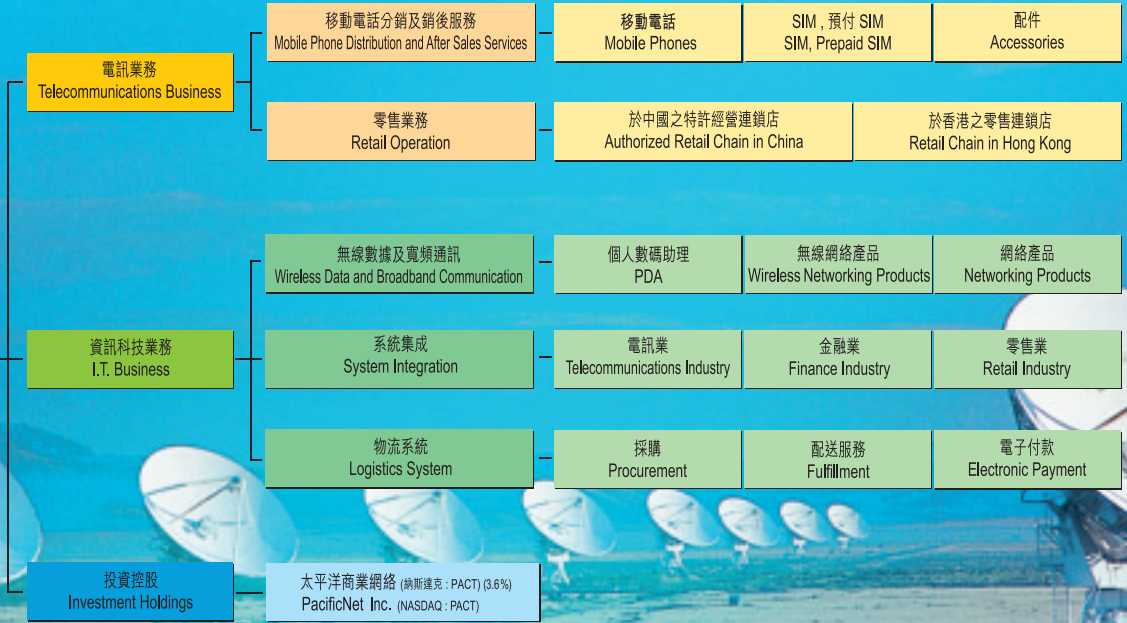 移動電話分銷及銷後服務
Mobile Phone Distribution and After Sales Services
移動電話
Mobile Phones
SIM , 預付 SIM
SIM, Prepaid SIM
配件
Accessories
電訊業務
Telecommunications Business
零售業務
Retail Operation
於中國之特許經營連鎖店
Authorized Retail Chain in China
於香港之零售連鎖店
Retail Chain in Hong Kong
無線數據及寬頻通訊
Wireless Data and Broadband Communication
個人數碼助理
PDA
無線網絡產品
Wireless Networking Products
網絡產品
Networking Products
資訊科技業務
I.T. Business
系統集成
System Integration
電訊業
Telecommunications Industry
金融業
Finance Industry
零售業
Retail Industry
物流系統
Logistics System
採購
Procurement
配送服務
Fulfillment
電子付款
Electronic Payment
投資控股
Investment Holdings
太平洋商業網絡 (納斯達克 : PACT) (3.6%)
PacificNet Inc. (NASDAQ : PACT)